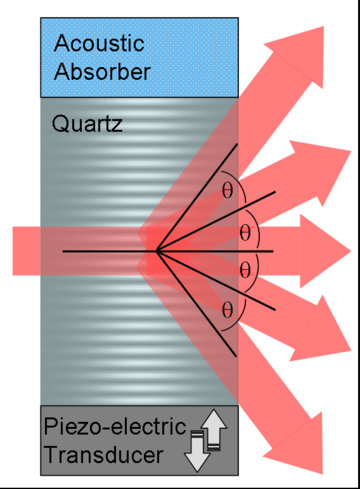 Acoustic
Absorber
Quartz
θ
θ
θ
θ
Piezo-electric
Transducer